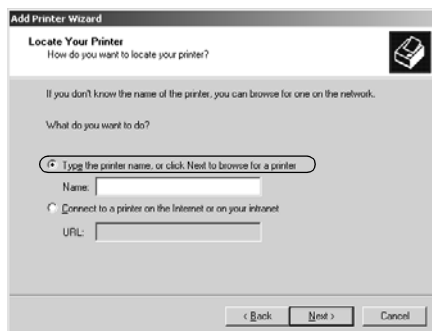 Add Printer Wizard
Locate Your Printer
How do you want to locate your printer?
If you don't know the name of the printer, you can browse for one on the network.
What do you want to do?
Type the printer name, or click Next to browse for a printer
Name:
Connect to a printer on the Internet or on your intranet
URL:
< Back Next > Cancel